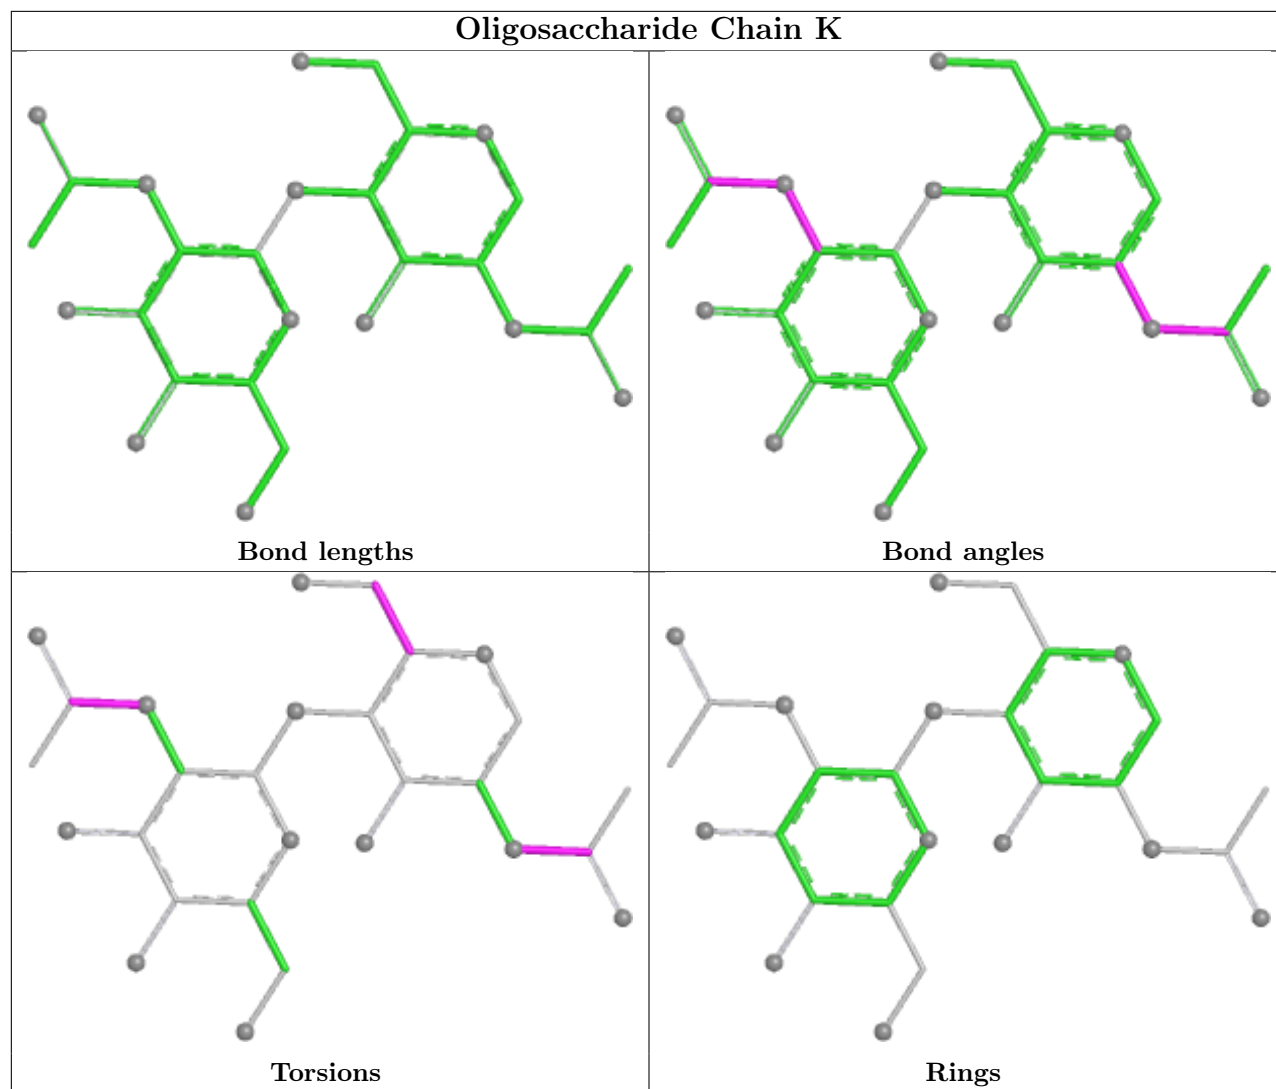 Oligosaccharide Chain K
Bond lengths
Bond angles
Torsions
Rings